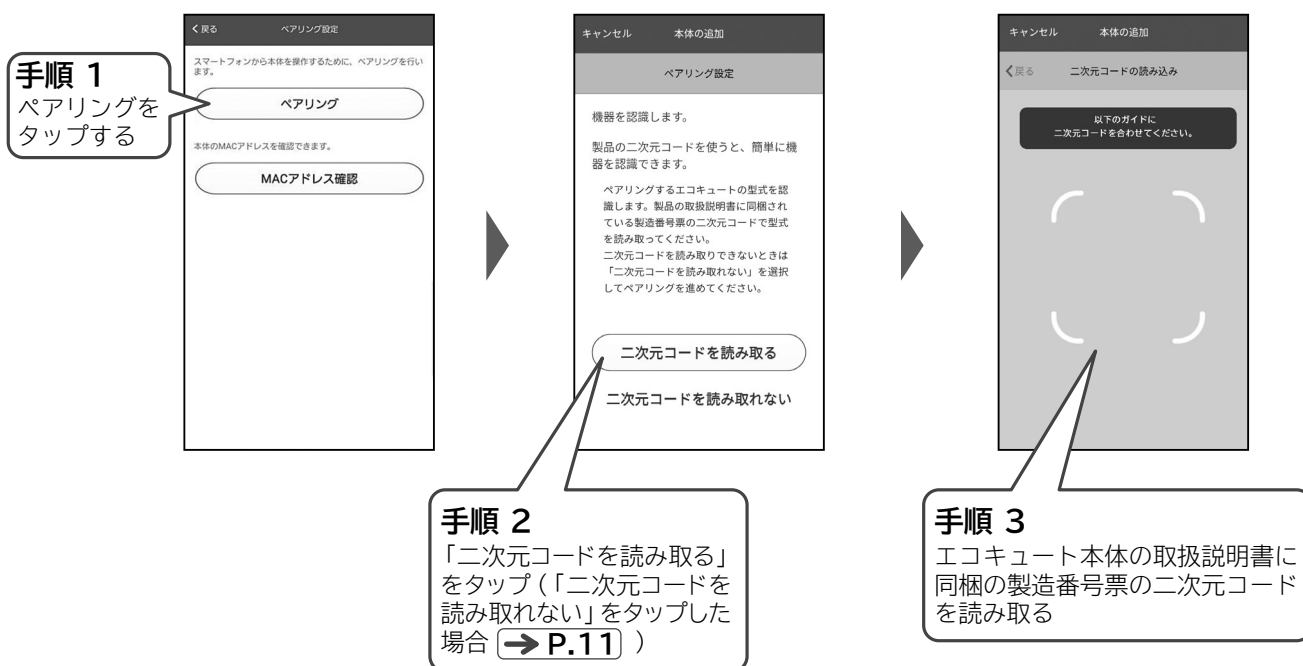 手順 1
ペアリングを
タップする
く戻る ペアリング設定
スマートフォンから本体を操作するために、ペアリングを行い
ます。
ペアリング
本体のMACアドレスを確認できます。
MACアドレス確認
キャンセル 本体の追加
ペアリング設定
機器を認識します。
製品の二次元コードを使うと、簡単に機
器を認識できます。
ペアリングするエコキュートの型式を認
識します。製品の取扱説明書に同梱され
ている製造番号票の二次元コードで型式
を読み取ってください。
二次元コードを読み取りできないときは
「二次元コードを読み取れない」を選択
してペアリングを進めてください。
二次元コードを読み取る
二次元コードを読み取れない
手順 2
「二次元コードを読み取る」
をタップ(「二次元コードを
読み取れない」をタップした
場合 ➔ P.11 )
キャンセル 本体の追加
く戻る 二次元コードの読み込み
以下のガイドに
二次元コードを合わせてください。
手順 3
エコキュート本体の取扱説明書に
同梱の製造番号票の二次元コード
を読み取る